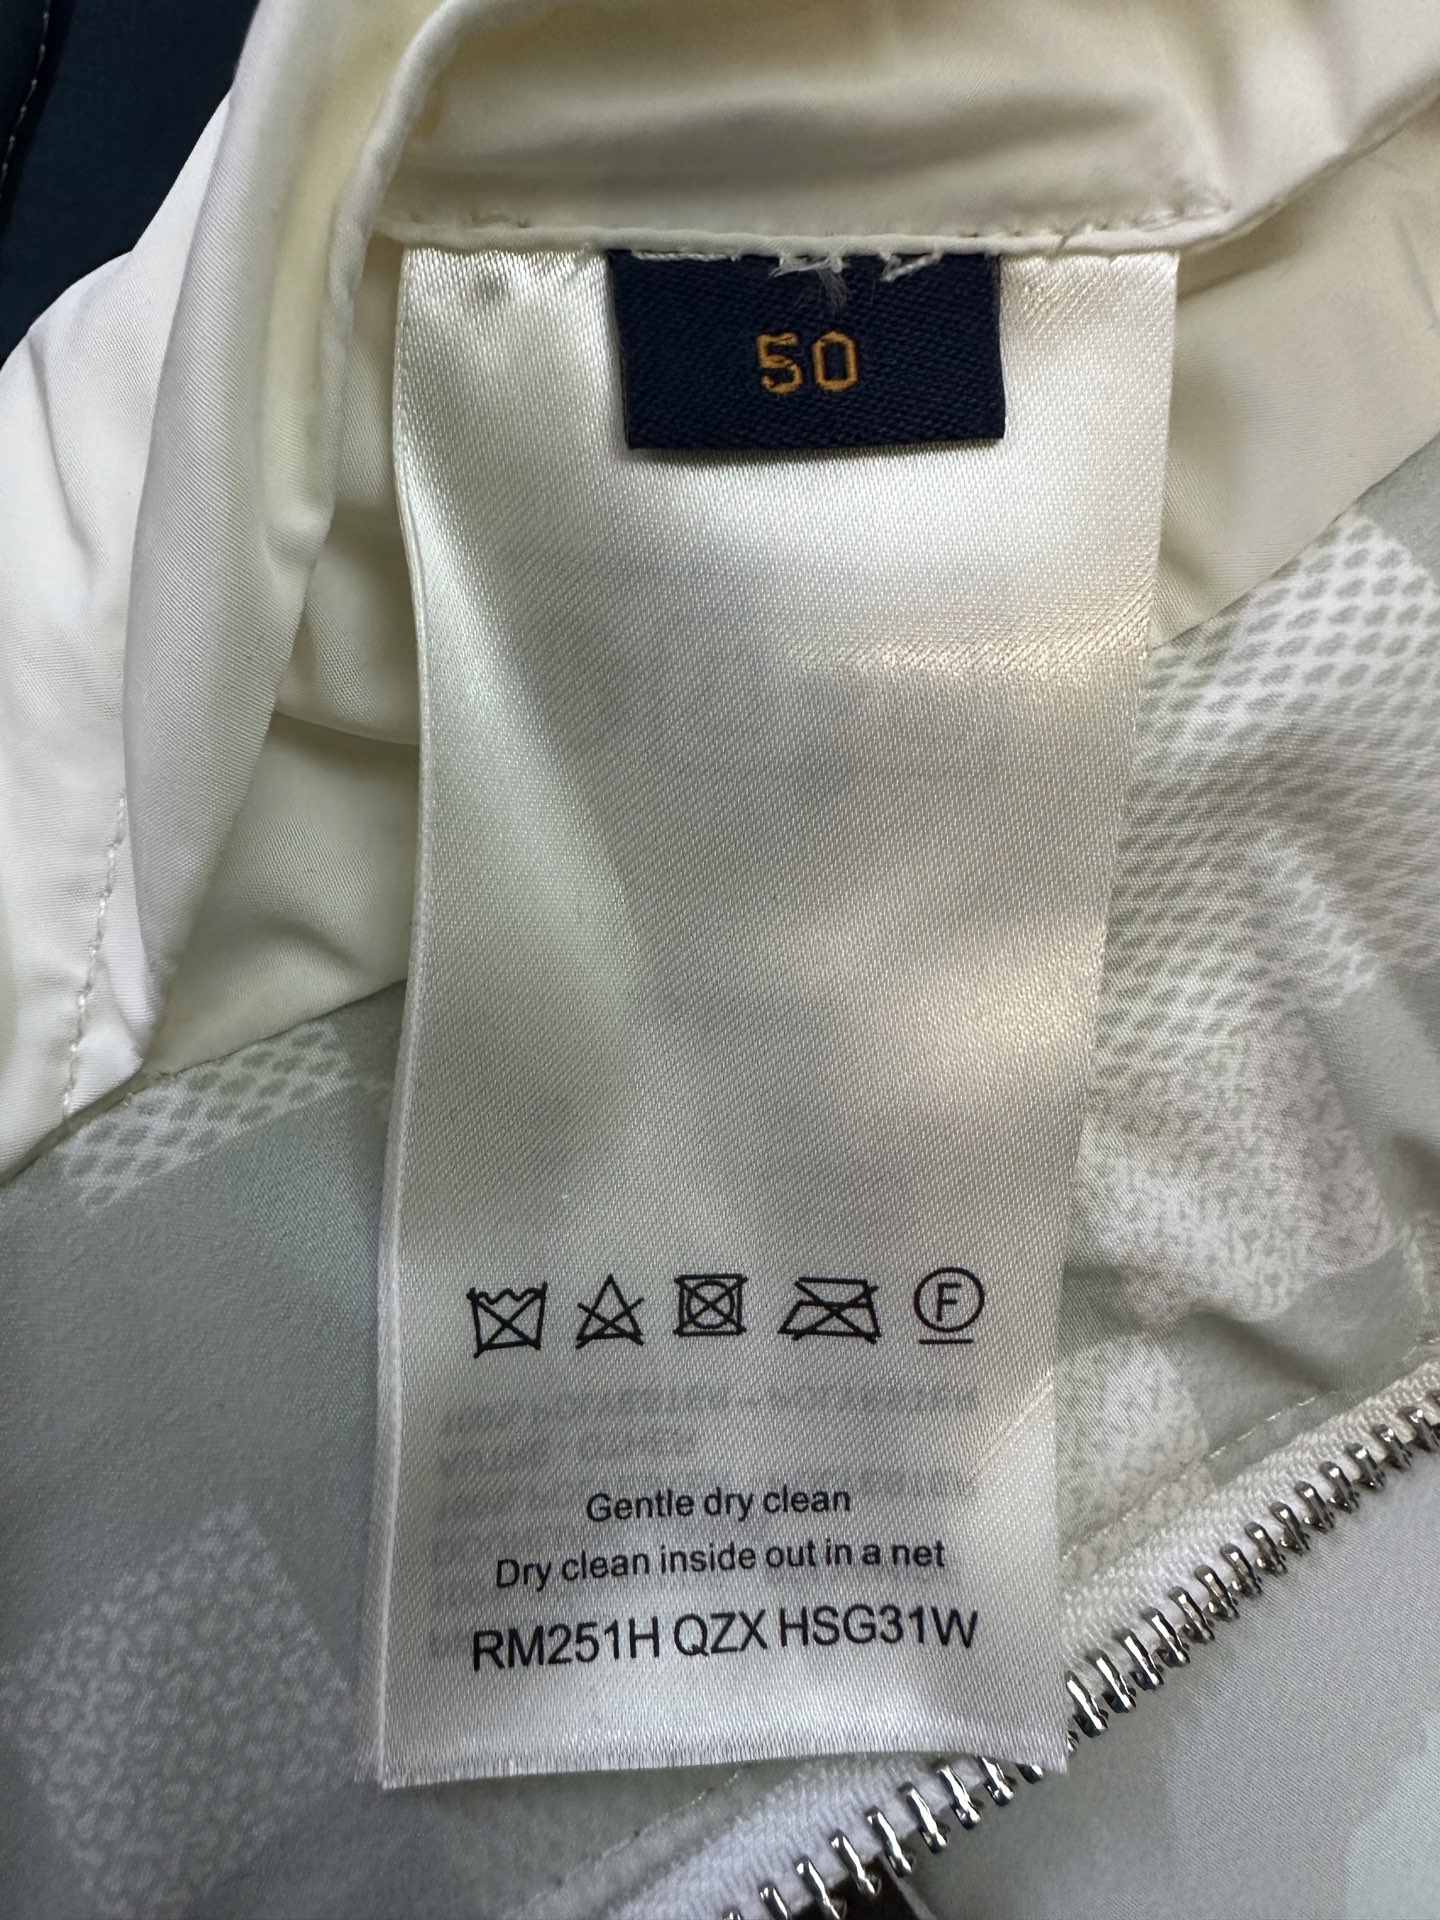 50
F
Gentle dry clean
Dry clean inside out in a net
RM251H QZX HSG31W